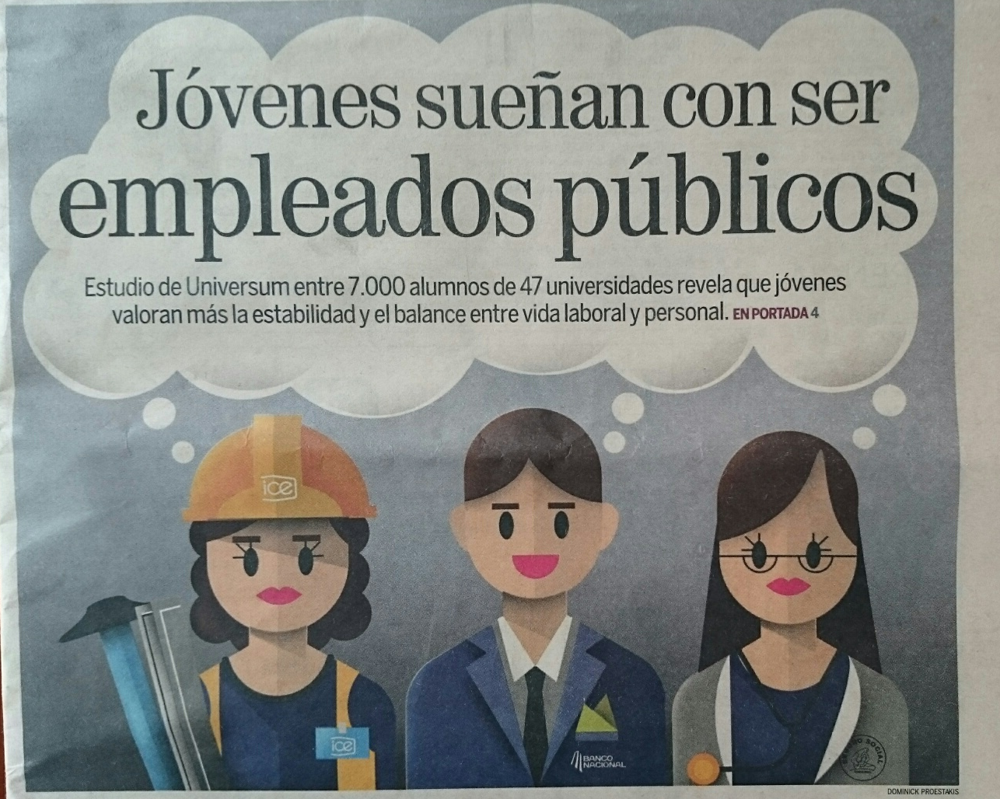 Jóvenes sueñan con ser
empleados públicos
Estudio de Universum entre 7.000 alumnos de 47 universidades revela que jóvenes
valoran más la estabilidad y el balance entre vida laboral y personal. EN PORTADA 4
ice
ice
BANCO
NACIONAL
SOCIAL
DOMINICK PROESTAKIS